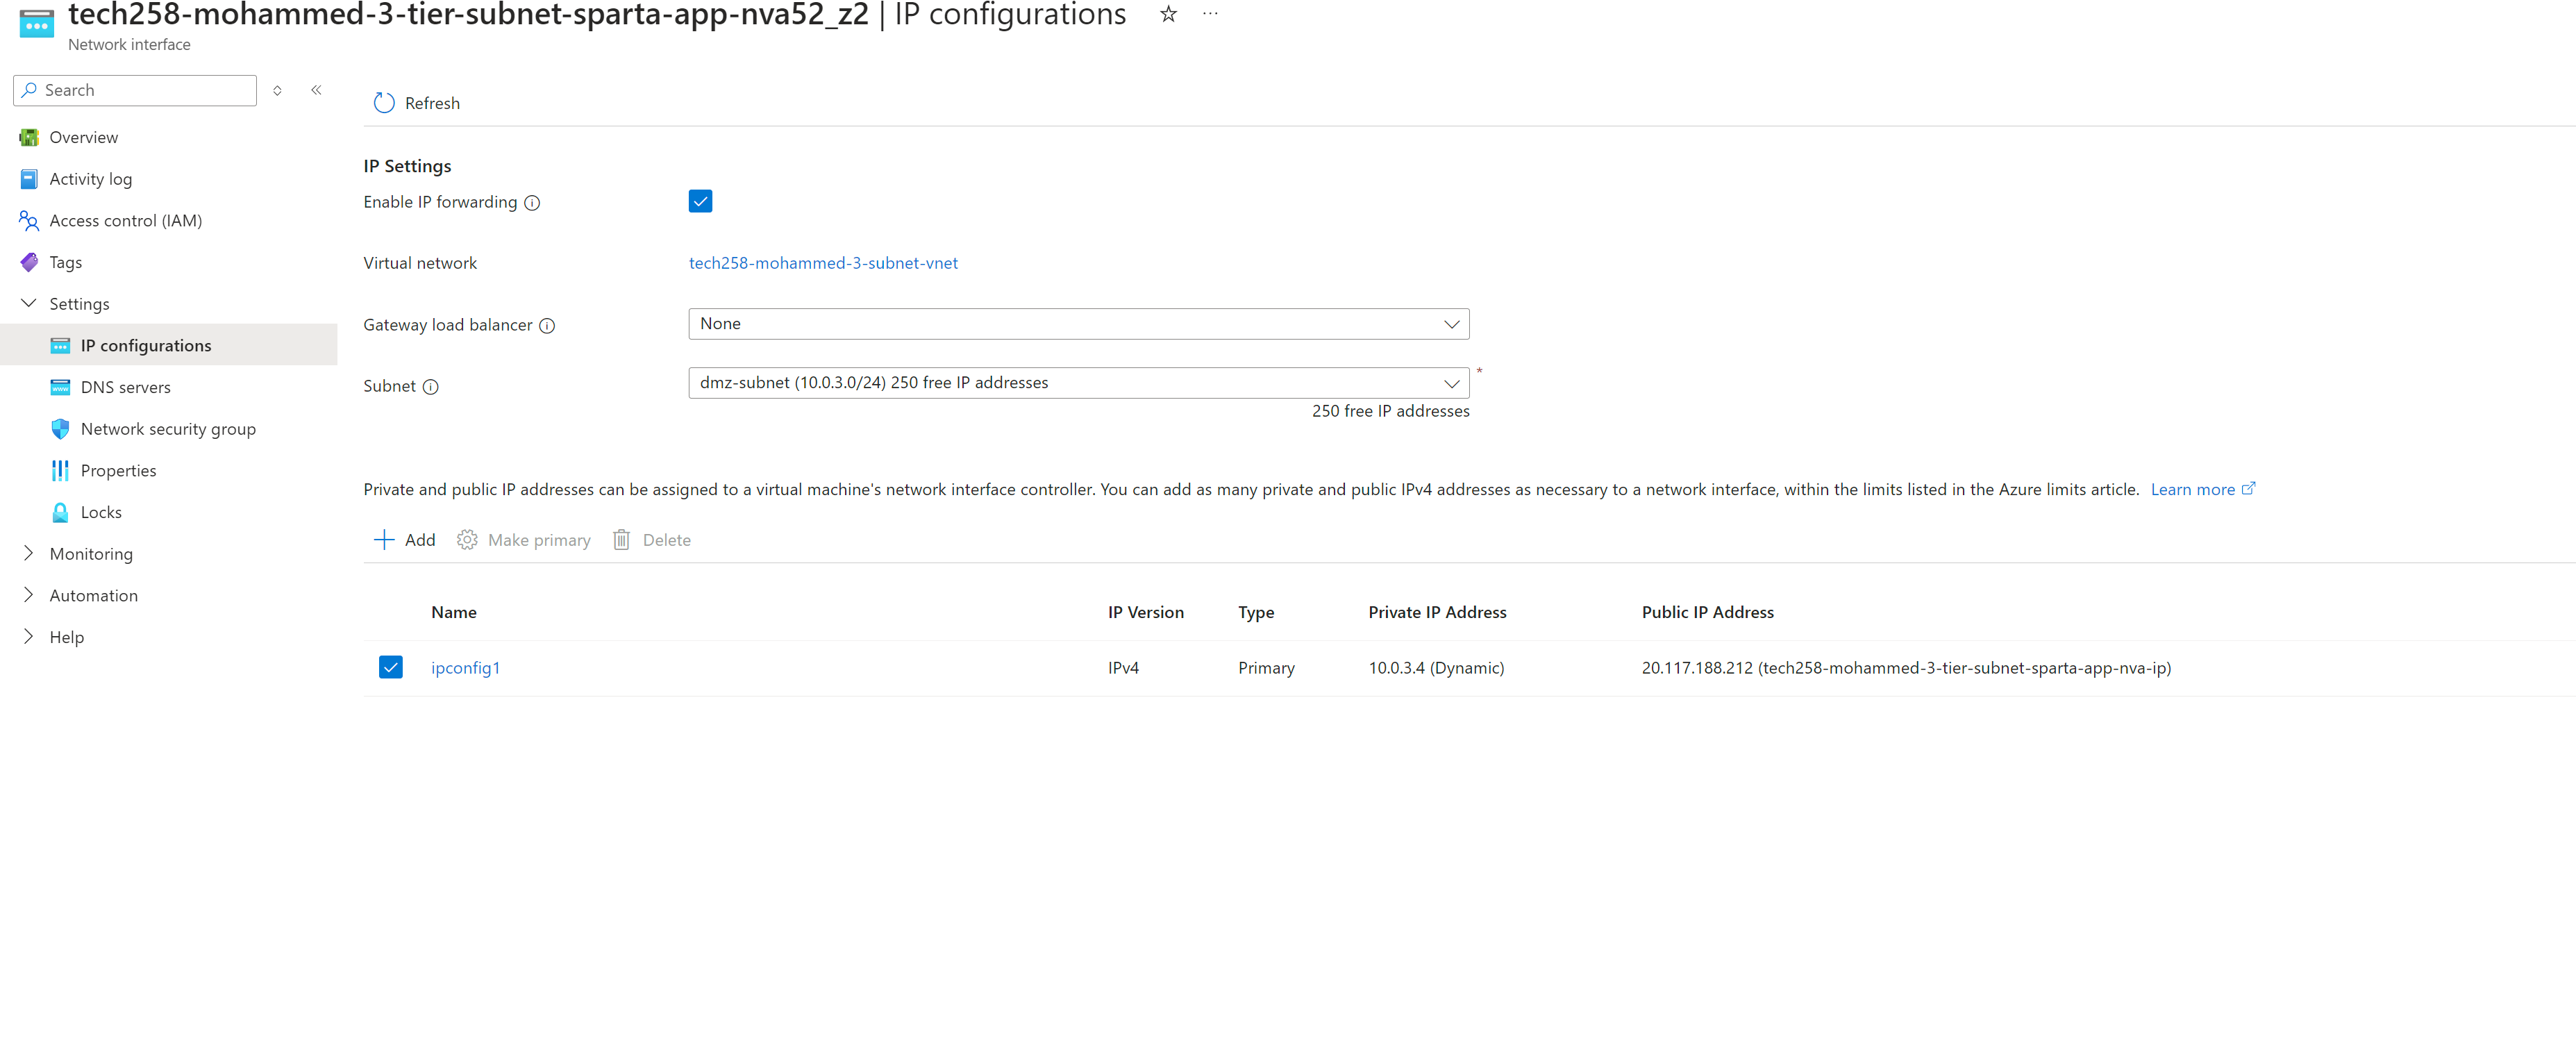 tech258-mohammed-3-tier-subnet-sparta-app-nva52_z2 | IP configurations
Network interface
Search
Overview
Activity log
Access control (IAM)
Tags
Settings
IP configurations
DNS servers
Network security group
Properties
Locks
Monitoring
Automation
Help
Refresh
IP Settings
Enable IP forwarding
Virtual network tech258-mohammed-3-subnet-vnet
Gateway load balancer None
Subnet dmz-subnet (10.0.3.0/24) 250 free IP addresses *
250 free IP addresses
Private and public IP addresses can be assigned to a virtual machine's network interface controller. You can add as many private and public IPv4 addresses as necessary to a network interface, within the limits listed in the Azure limits article. Learn more
Add Make primary Delete
Name IP Version Type Private IP Address Public IP Address
ipconfig1 IPv4 Primary 10.0.3.4 (Dynamic) 20.117.188.212 (tech258-mohammed-3-tier-subnet-sparta-app-nva-ip)